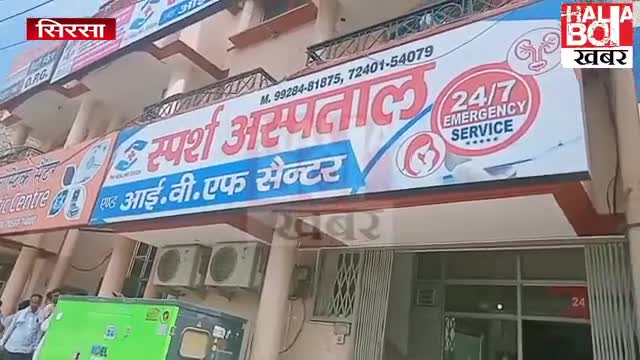 सिरसा
HALLA BOL
खबर
M. 99284-81875, 72401-54079
स्पर्श अस्पताल
एण्ड आई.वी.एफ सैन्टर
24/7
EMERGENCY
SERVICE
Centre
खबर
24